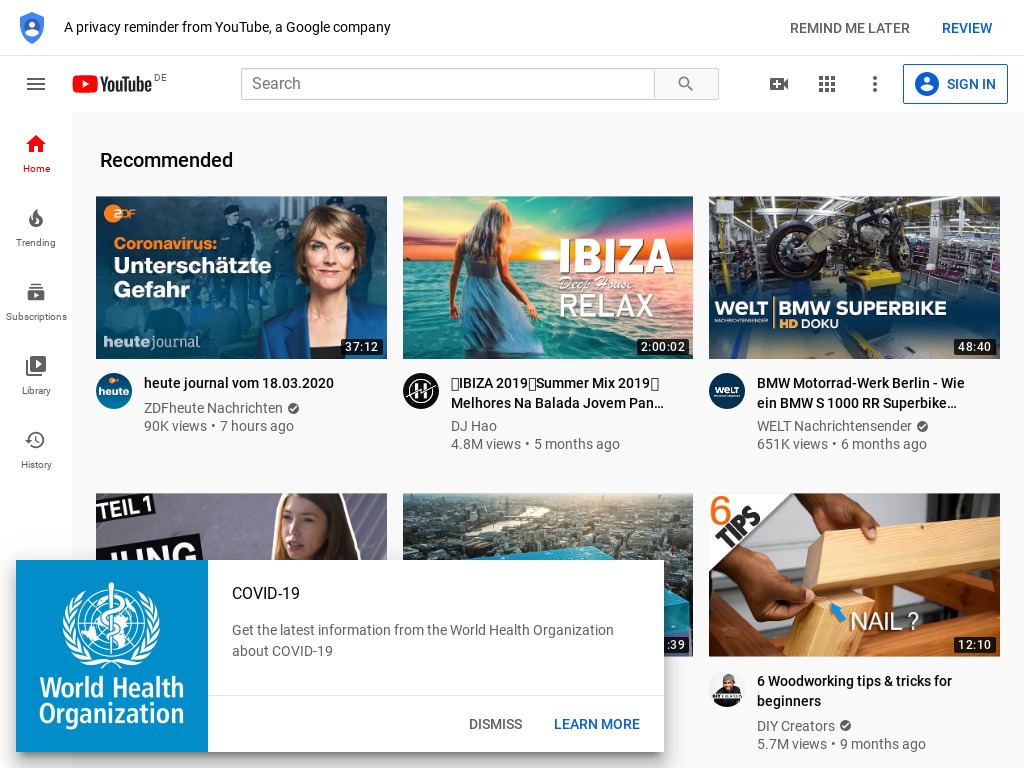 A privacy reminder from YouTube, a Google company
REMIND ME LATER
REVIEW
YouTube DE
Search
SIGN IN
Home
Trending
Subscriptions
Library
History
Recommended
ZDF
Coronavirus:
Unterschätzte
Gefahr
heute journal
37:12
IBIZA
Deep House
RELAX
2:00:02
WELT
NACHRICHTENSENDER
BMW SUPERBIKE
HD DOKU
48:40
heute
heute journal vom 18.03.2020
ZDFheute Nachrichten
90K views • 7 hours ago
IBIZA 2019 Summer Mix 2019
Melhores Na Balada Jovem Pan…
DJ Hao
4.8M views • 5 months ago
WELT
BMW Motorrad-Werk Berlin - Wie
ein BMW S 1000 RR Superbike…
WELT Nachrichtensender
651K views • 6 months ago
TEIL 1
:39
6
TIPS
NAIL ?
12:10
6 Woodworking tips & tricks for
beginners
DIY CREATORS
DIY Creators
5.7M views • 9 months ago
World Health
Organization
COVID-19
Get the latest information from the World Health Organization
about COVID-19
DISMISS
LEARN MORE